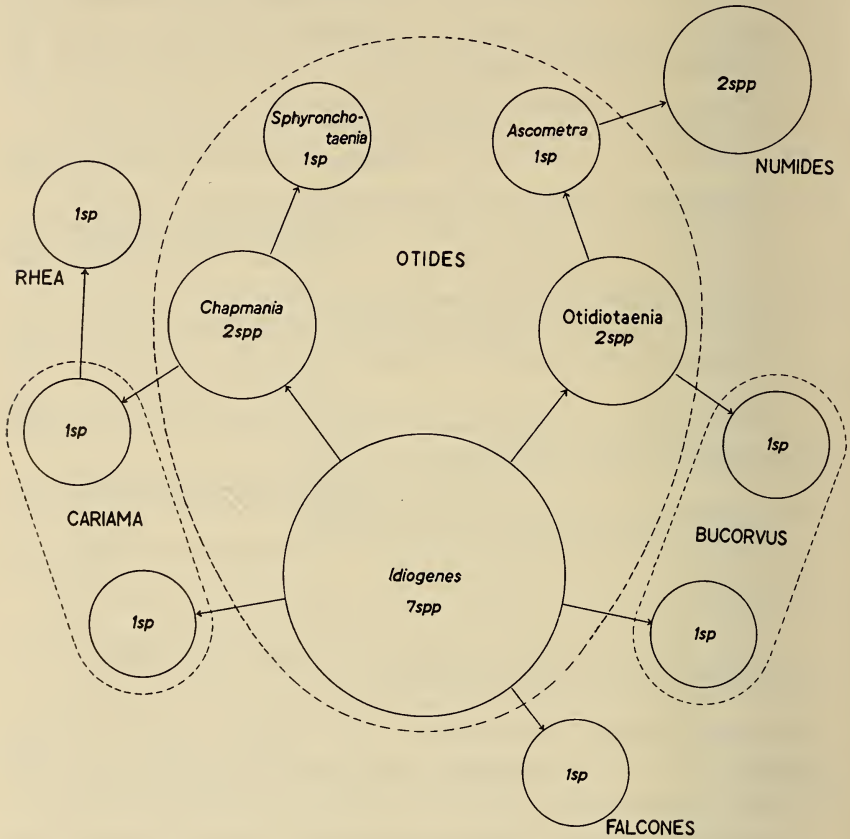 Sphyroncho-
taenia
1sp
Ascometra
1sp
2spp
NUMIDES
1sp
RHEA
OTIDES
Chapmania
2spp
Otidiotaenia
2spp
1sp
CARIAMA
1sp
1sp
BUCORVUS
1sp
Idiogenes
7spp
1sp
FALCONES